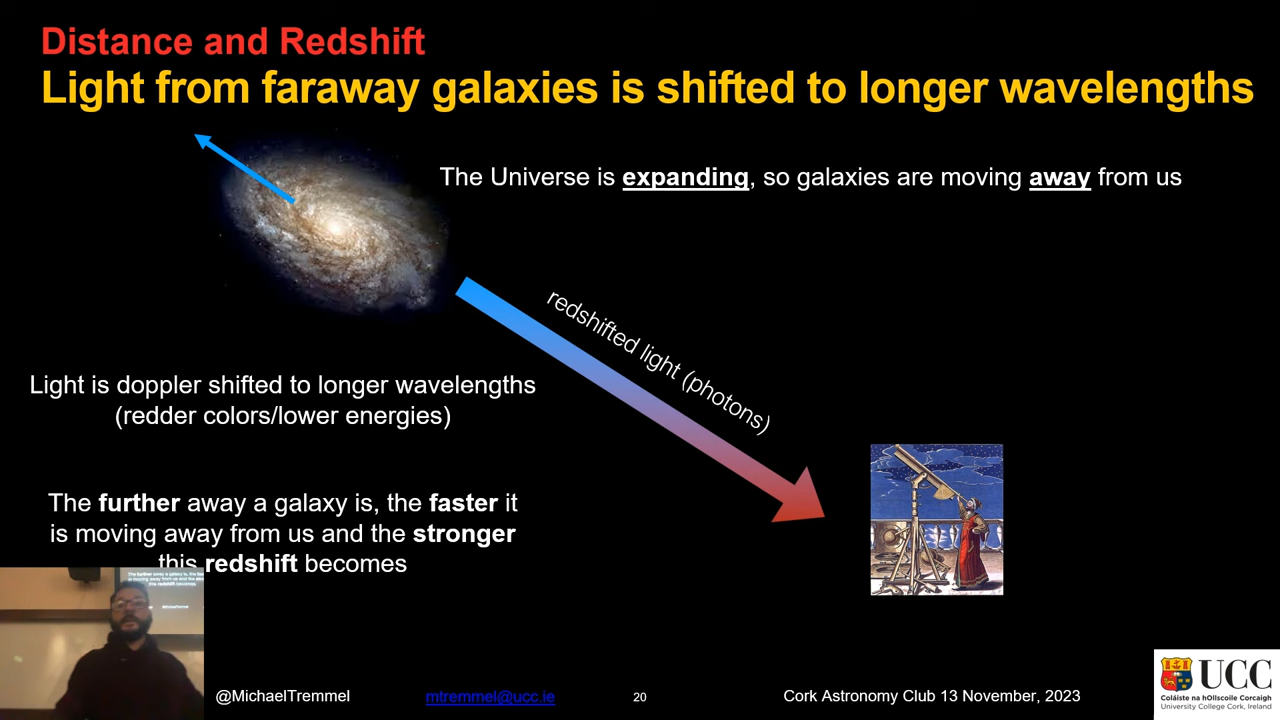 Distance and Redshift
Light from faraway galaxies is shifted to longer wavelengths
The Universe is expanding, so galaxies are moving away from us
redshifted light (photons)
Light is doppler shifted to longer wavelengths
(redder colors/lower energies)
The further away a galaxy is, the faster it
is moving away from us and the stronger
this redshift becomes
this redshift becomes
@MichaelTremmel
@MichaelTremmel
mtremmel@ucc.ie
20
Cork Astronomy Club 13 November, 2023
UCC
Coláiste na hOllscoile Corcaigh
University College Cork, Ireland